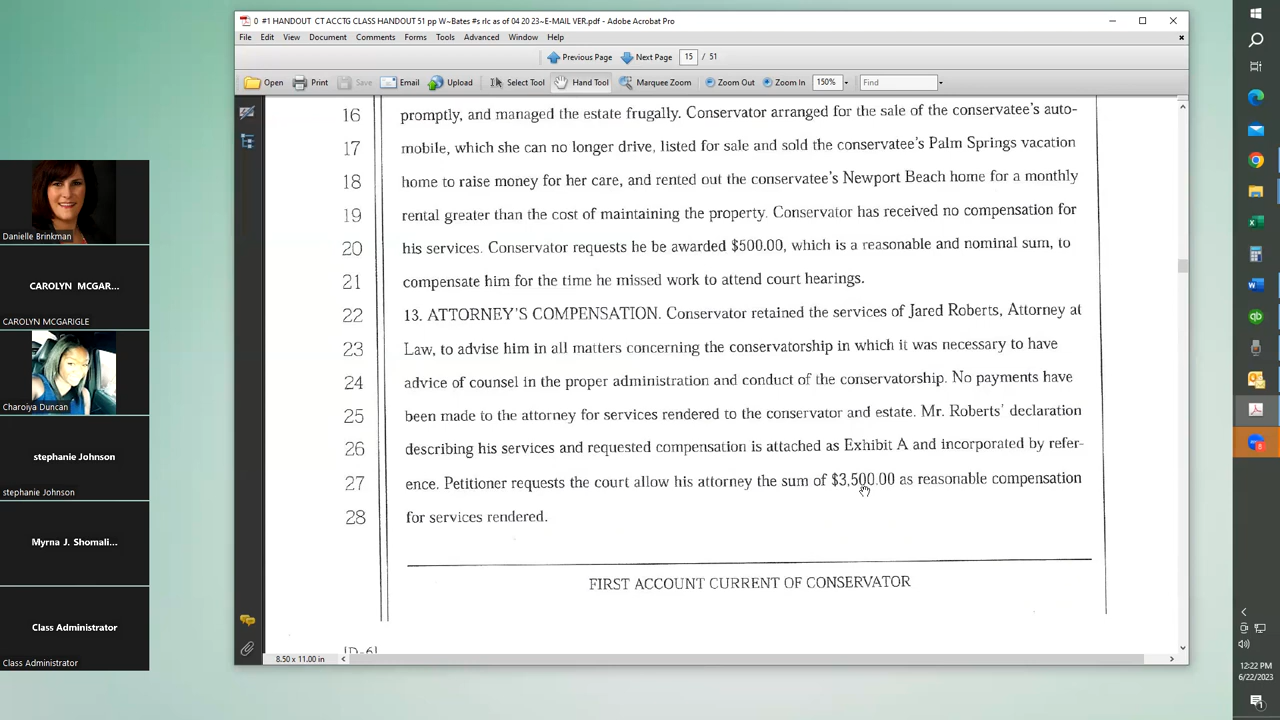 0 #1 HANDOUT CT ACCTG CLASS HANDOUT 51 pp W~Bates #s rlc as of 04 20 23~E-MAIL VER.pdf - Adobe Acrobat Pro
File Edit View Document Comments Forms Tools Advanced Window Help
Previous Page Next Page 15 / 51
Open Print Save Email Upload Select Tool Hand Tool Marquee Zoom Zoom Out Zoom In 150% Find
16 promptly, and managed the estate frugally. Conservator arranged for the sale of the conservatee's auto-
17 mobile, which she can no longer drive, listed for sale and sold the conservatee's Palm Springs vacation
18 home to raise money for her care, and rented out the conservatee's Newport Beach home for a monthly
19 rental greater than the cost of maintaining the property. Conservator has received no compensation for
20 his services. Conservator requests he be awarded $500.00, which is a reasonable and nominal sum, to
21 compensate him for the time he missed work to attend court hearings.
22 13. ATTORNEY'S COMPENSATION. Conservator retained the services of Jared Roberts, Attorney at
23 Law, to advise him in all matters concerning the conservatorship in which it was necessary to have
24 advice of counsel in the proper administration and conduct of the conservatorship. No payments have
25 been made to the attorney for services rendered to the conservator and estate. Mr. Roberts' declaration
26 describing his services and requested compensation is attached as Exhibit A and incorporated by refer-
27 ence. Petitioner requests the court allow his attorney the sum of $3,500.00 as reasonable compensation
28 for services rendered.
FIRST ACCOUNT CURRENT OF CONSERVATOR
[D-6]
8.50 x 11.00 in
Danielle Brinkman
CAROLYN MCGAR...
CAROLYN MCGARIGLE
Charoiya Duncan
stephanie Johnson
stephanie Johnson
Myrna J. Shomali...
Class Administrator
Class Administrator
12:22 PM
6/22/2023